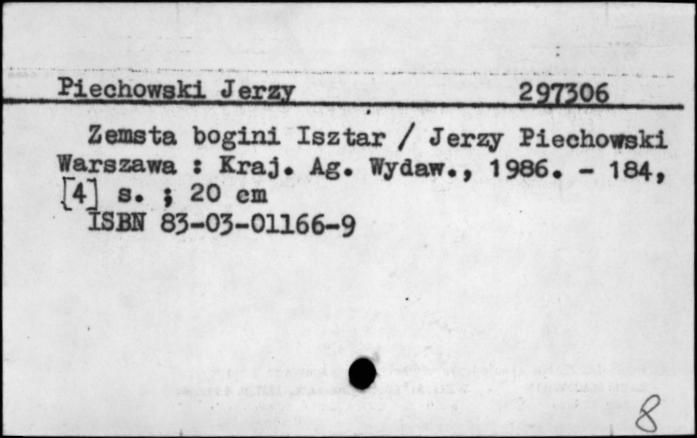 Piechowski Jerzy 297306
Zemsta bogini Isztar / Jerzy Piechowski
Warszawa : Kraj. Ag. Wydaw., 1986. - 184,
[4] s. ; 20 cm
ISBN 83-03-01166-9
8